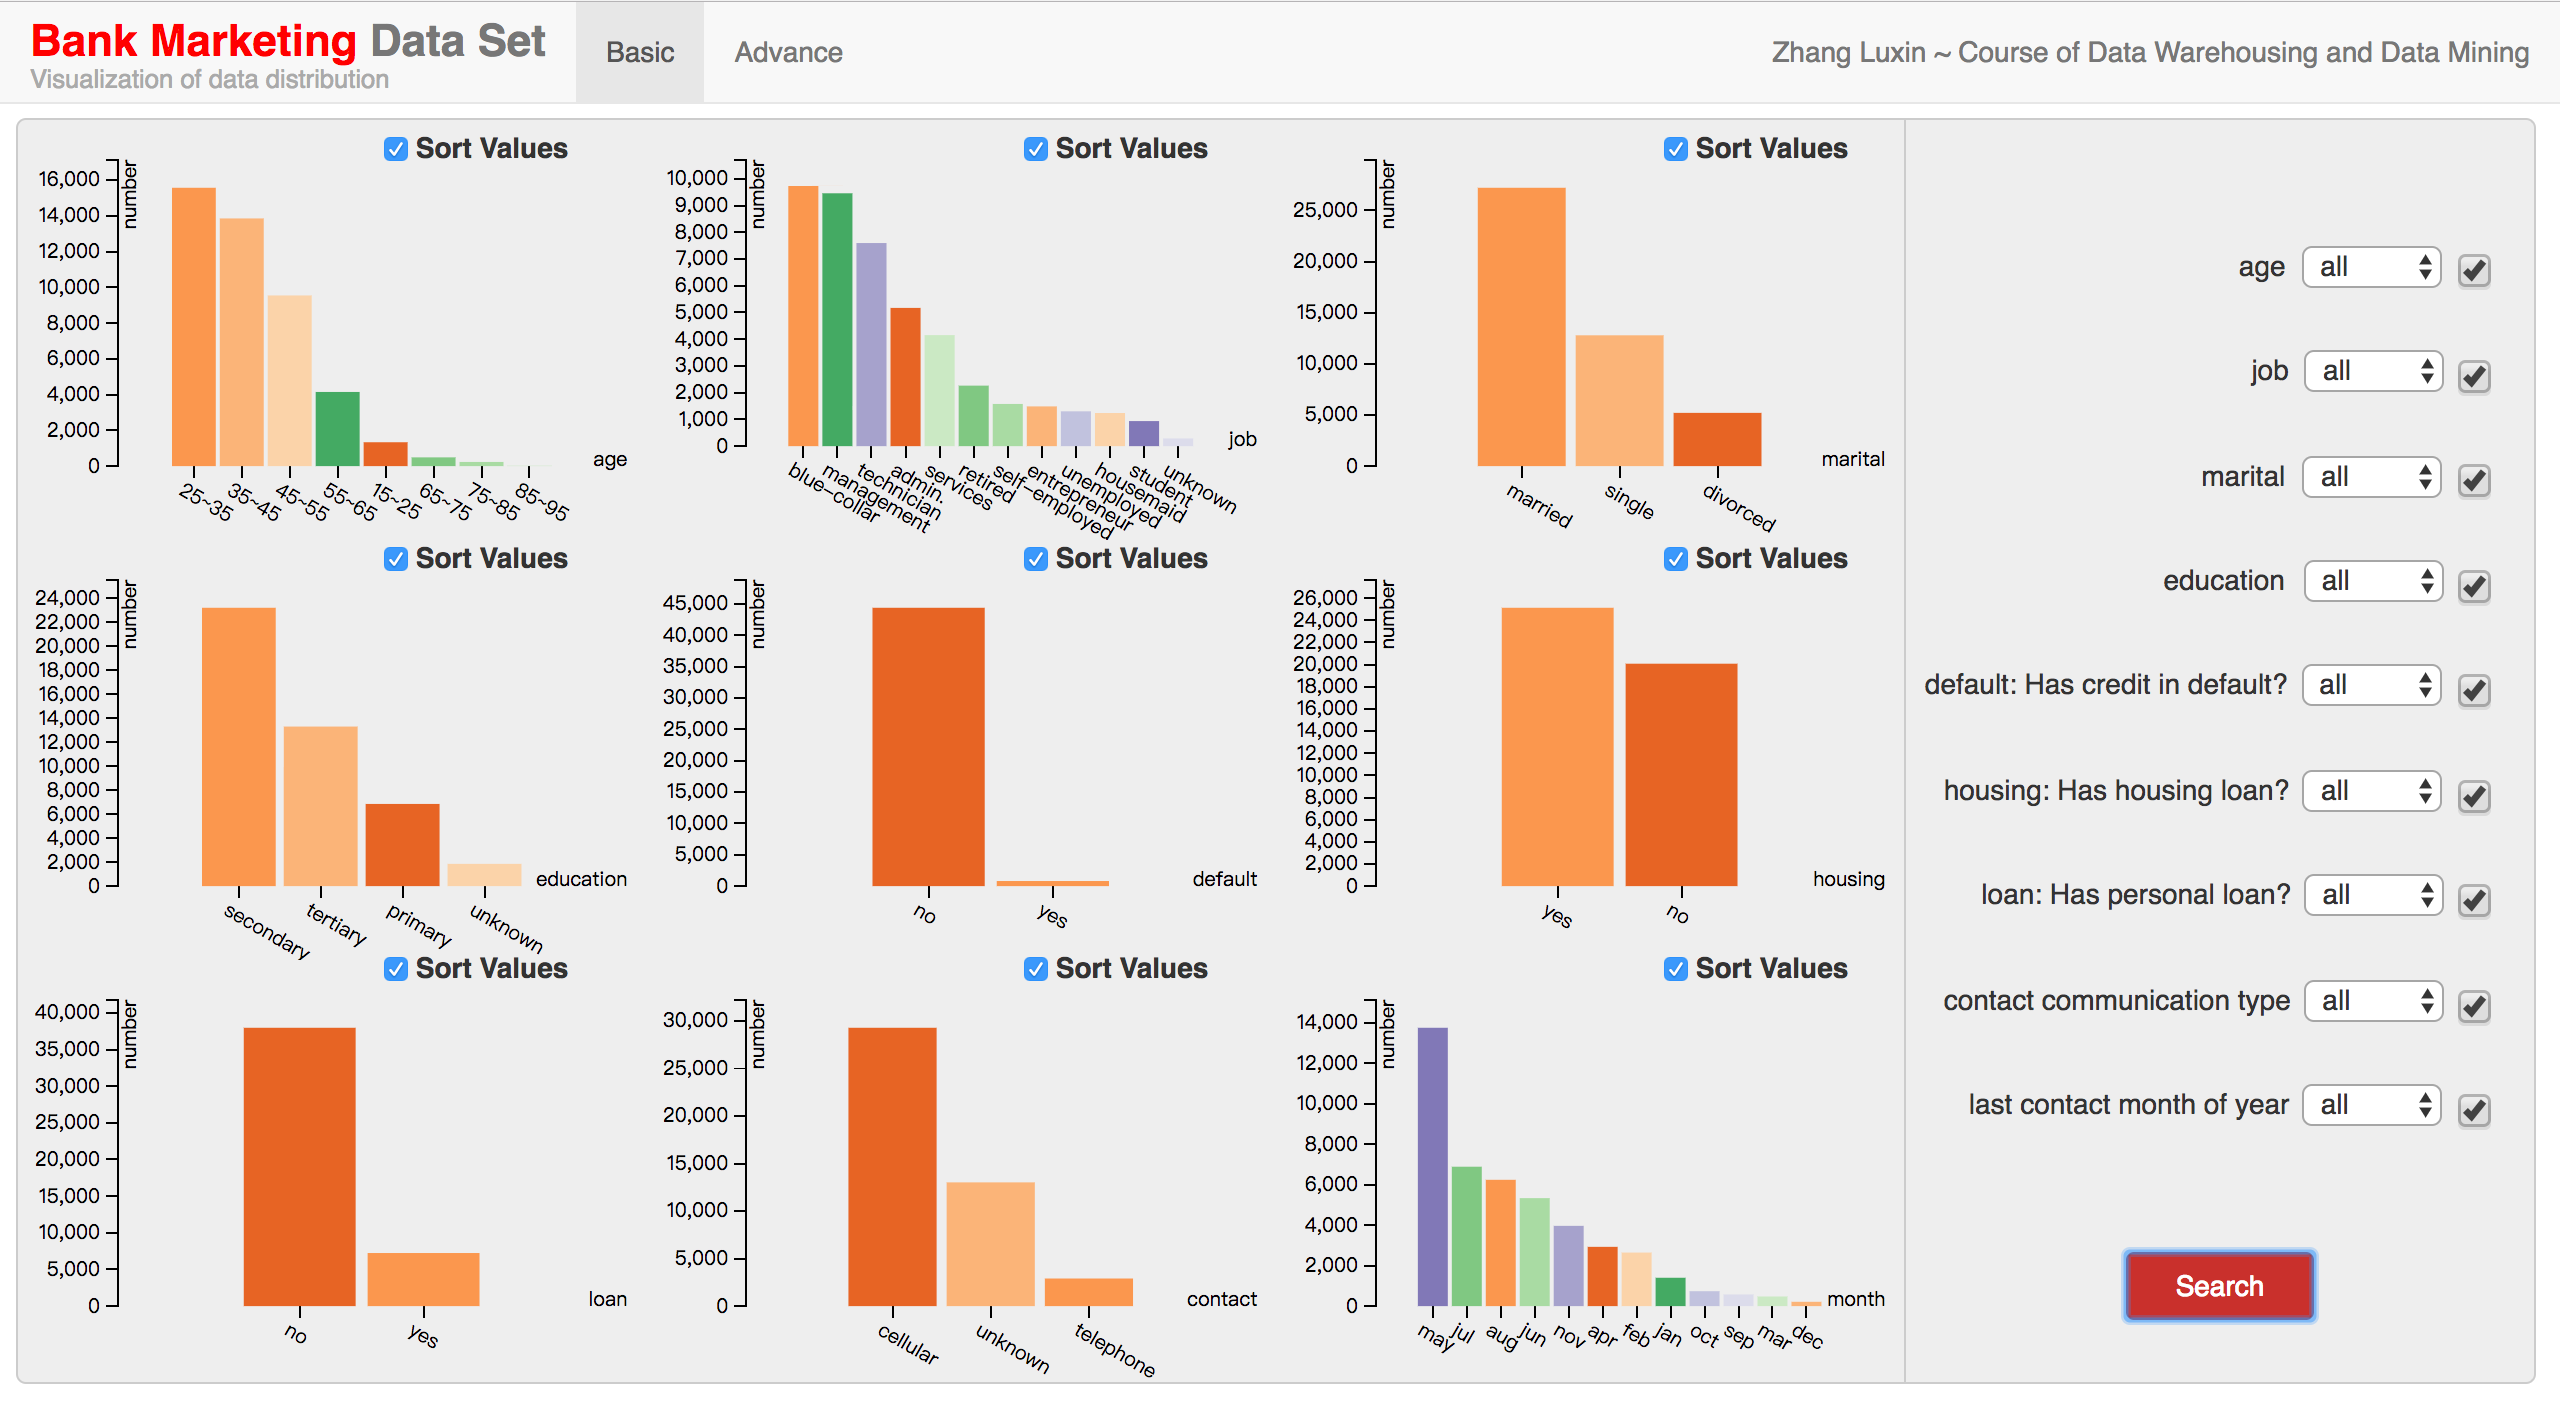 Bank Marketing Data Set
Visualization of data distribution
Basic
Advance
Zhang Luxin ~ Course of Data Warehousing and Data Mining
Sort Values
number
16,000
14,000
12,000
10,000
8,000
6,000
4,000
2,000
0
age
25~35
35~45
45~55
55~65
15~25
65~75
75~85
85~95
Sort Values
number
10,000
9,000
8,000
7,000
6,000
5,000
4,000
3,000
2,000
1,000
0
job
blue-collar
management
technician
admin.
services
retired
self-employed
entrepreneur
unemployed
housemaid
student
unknown
Sort Values
number
25,000
20,000
15,000
10,000
5,000
0
marital
married
single
divorced
Sort Values
number
24,000
22,000
20,000
18,000
16,000
14,000
12,000
10,000
8,000
6,000
4,000
2,000
0
education
secondary
tertiary
primary
unknown
Sort Values
number
45,000
40,000
35,000
30,000
25,000
20,000
15,000
10,000
5,000
0
default
no
yes
Sort Values
number
26,000
24,000
22,000
20,000
18,000
16,000
14,000
12,000
10,000
8,000
6,000
4,000
2,000
0
housing
yes
no
Sort Values
number
40,000
35,000
30,000
25,000
20,000
15,000
10,000
5,000
0
loan
no
yes
Sort Values
number
30,000
25,000
20,000
15,000
10,000
5,000
0
contact
cellular
unknown
telephone
Sort Values
number
14,000
12,000
10,000
8,000
6,000
4,000
2,000
0
month
may
jul
aug
jun
nov
apr
feb
jan
oct
sep
mar
dec
age all
job all
marital all
education all
default: Has credit in default? all
housing: Has housing loan? all
loan: Has personal loan? all
contact communication type all
last contact month of year all
Search